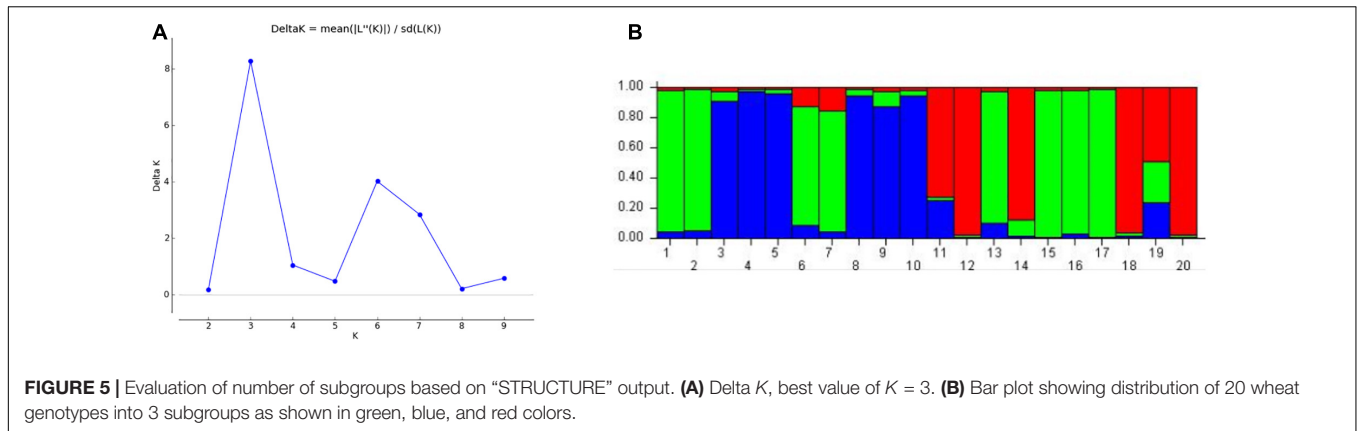 A
DeltaK = mean(|L''(K)|) / sd(L(K))
8
6
4
2
0
Delta K
2 3 4 5 6 7 8 9
K
B
1.00
0.80
0.60
0.40
0.20
0.00
1 3 5 7 9 11 13 15 17 19
2 4 6 8 10 12 14 16 18 20
FIGURE 5 | Evaluation of number of subgroups based on “STRUCTURE” output. (A) Delta K, best value of K = 3. (B) Bar plot showing distribution of 20 wheat
genotypes into 3 subgroups as shown in green, blue, and red colors.